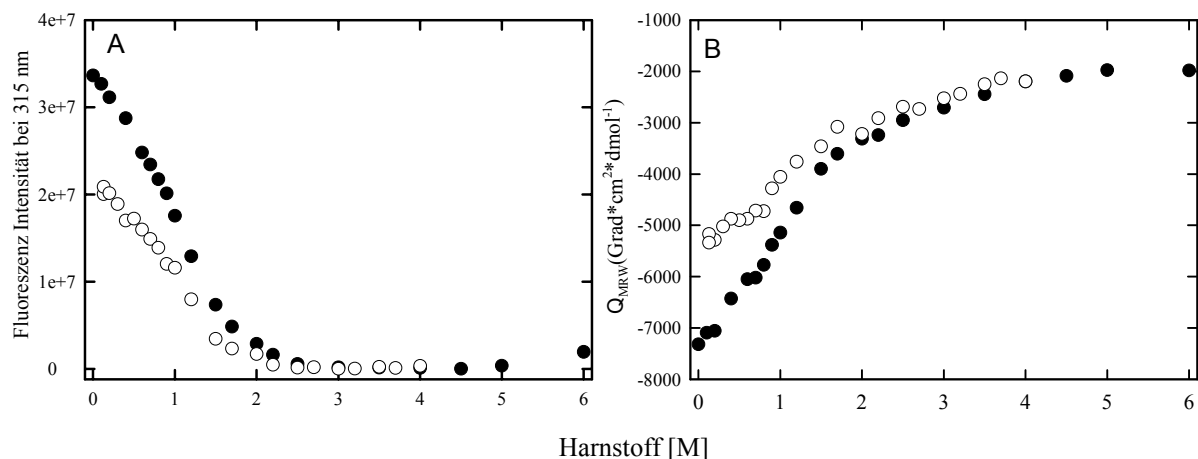 A
Fluoreszenz Intensität bei 315 nm
4e+7
3e+7
2e+7
1e+7
0
0 1 2 3 4 5 6
B
Q MRW (Grad*cm²*dmol⁻¹)
-1000
-2000
-3000
-4000
-5000
-6000
-7000
-8000
0 1 2 3 4 5 6
Harnstoff [M]